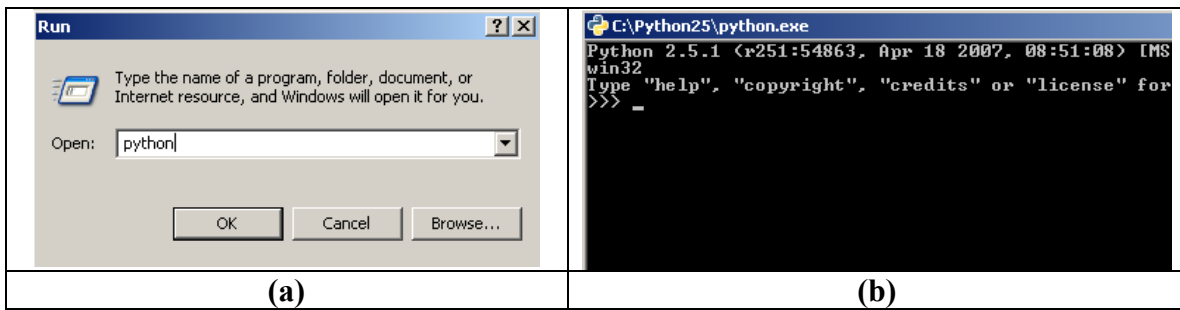 Run
Type the name of a program, folder, document, or
Internet resource, and Windows will open it for you.
Open: python
OK Cancel Browse...
(a)
C:\Python25\python.exe
Python 2.5.1 (r251:54863, Apr 18 2007, 08:51:08) [MS
win32
Type "help", "copyright", "credits" or "license" for
>>> _
(b)